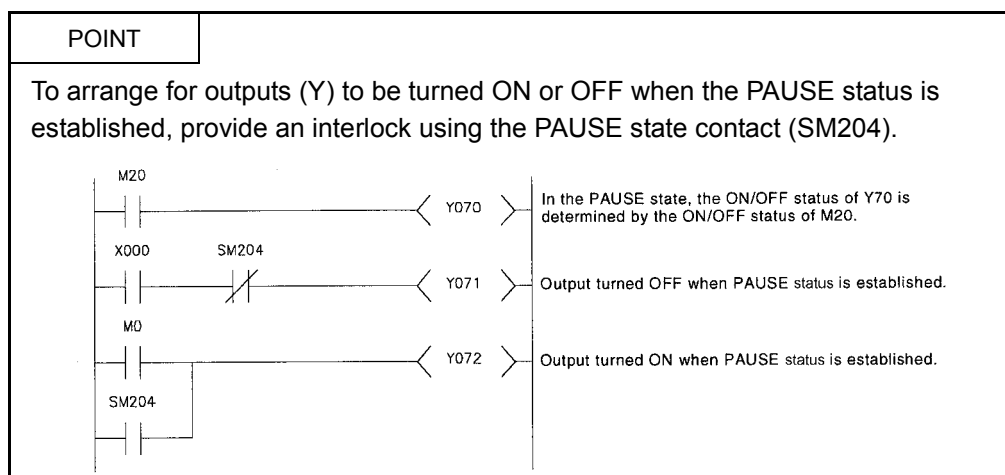 POINT
To arrange for outputs (Y) to be turned ON or OFF when the PAUSE status is
established, provide an interlock using the PAUSE state contact (SM204).
M20
Y070
In the PAUSE state, the ON/OFF status of Y70 is
determined by the ON/OFF status of M20.
X000 SM204
Y071
Output turned OFF when PAUSE status is established.
M0
Y072
Output turned ON when PAUSE status is established.
SM204